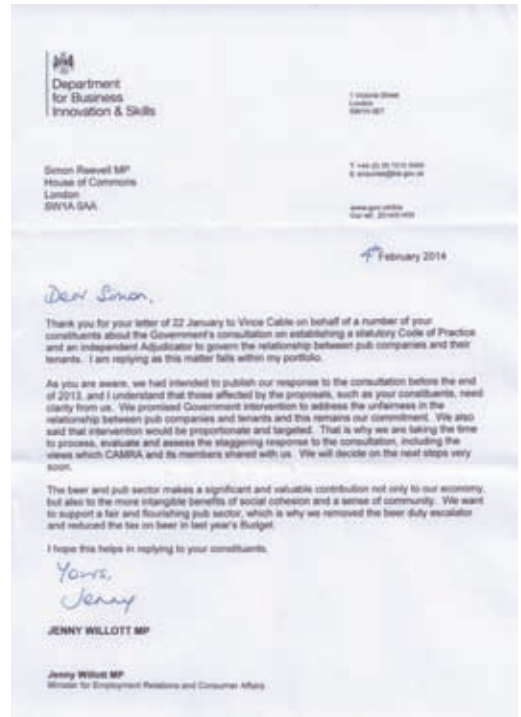 Department
for Business
Innovation & Skills
1 Victoria Street
London
SW1H 0ET
Simon Reevell MP
House of Commons
London
SW1A 0AA
February 2014
Dear Simon,
Thank you for your letter of 22 January to Vince Cable on behalf of a number of your
constituents about the Government's consultation on establishing a statutory Code of Practice
and an independent Adjudicator to govern the relationship between pub companies and their
tenants. I am replying as this matter falls within my portfolio.
As you are aware, we had intended to publish our response to the consultation before the end
of 2013, and I understand that those affected by the proposals, such as your constituents, need
clarity from us. We promised Government intervention to address the unfairness in the
relationship between pub companies and tenants and this remains our commitment. We also
said that intervention would be proportionate and targeted. That is why we are taking the time
to process, evaluate and assess the staggering response to the consultation, including the
views which CAMRA and its members shared with us. We will decide on the next steps very
soon.
The beer and pub sector makes a significant and valuable contribution not only to our economy,
but also to the more intangible benefits of social cohesion and a sense of community. We want
to support a fair and flourishing pub sector, which is why we removed the beer duty escalator
and reduced the tax on beer in last year's Budget.
I hope this helps in replying to your constituents.
Yours,
Jenny
JENNY WILLOTT MP
Jenny Willott MP
Minister for Employment Relations and Consumer Affairs